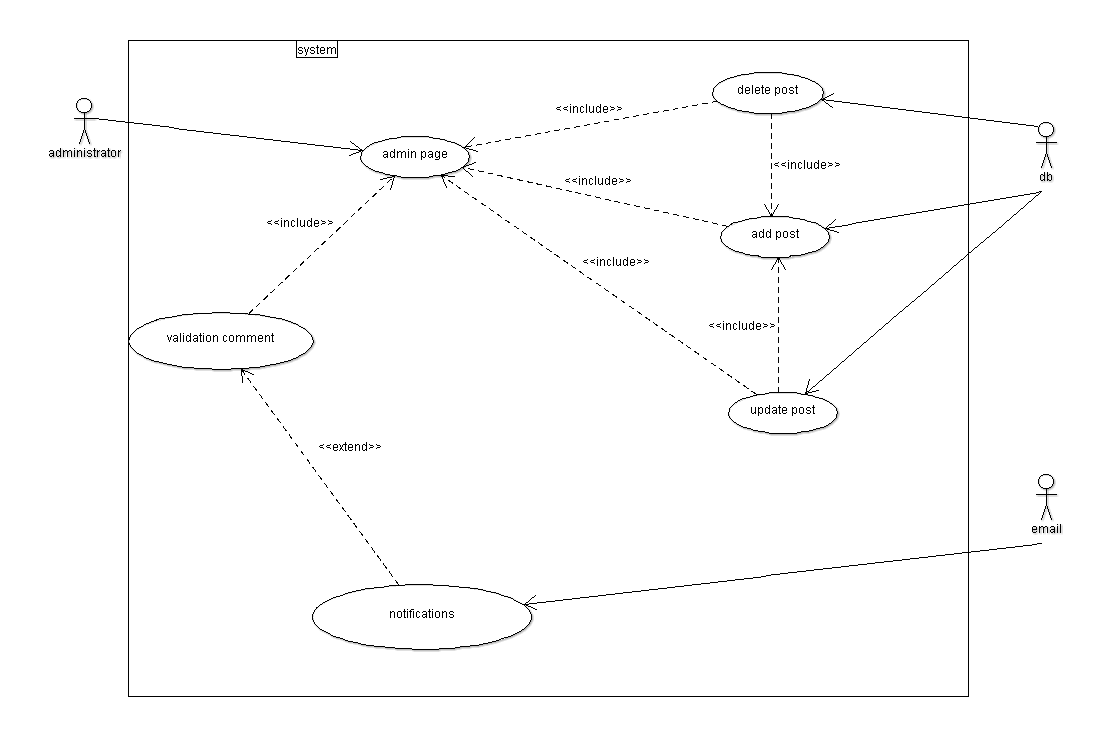 system
delete post
<<include>>
administrator
admin page
<<include>>
db
<<include>>
<<include>>
add post
<<include>>
<<include>>
validation comment
update post
<<extend>>
email
notifications